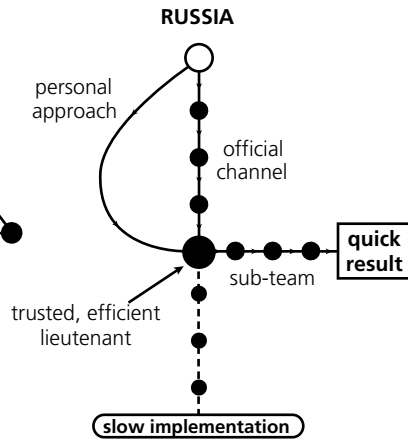 RUSSIA
personal
approach
official
channel
quick
result
sub-team
trusted, efficient
lieutenant
slow implementation